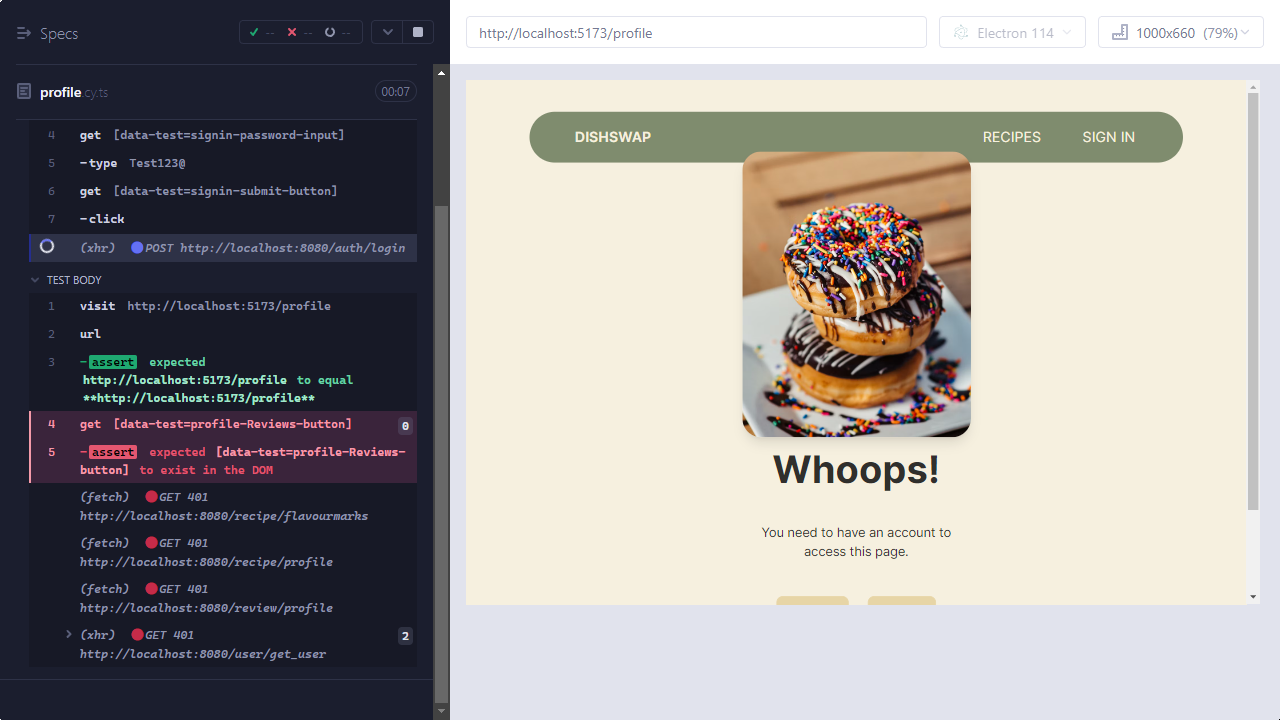 Specs
-- -- --
http://localhost:5173/profile
Electron 114
1000x660 (79%)
profile.cy.ts
00:07
4 get [data-test=signin-password-input]
5 -type Test123@
6 get [data-test=signin-submit-button]
7 -click
(xhr) POST http://localhost:8080/auth/login
TEST BODY
1 visit http://localhost:5173/profile
2 url
3 -assert expected
http://localhost:5173/profile to equal
**http://localhost:5173/profile**
4 get [data-test=profile-Reviews-button] 0
5 -assert expected [data-test=profile-Reviews-
button] to exist in the DOM
(fetch) GET 401
http://localhost:8080/recipe/flavourmarks
(fetch) GET 401
http://localhost:8080/recipe/profile
(fetch) GET 401
http://localhost:8080/review/profile
(xhr) GET 401 2
http://localhost:8080/user/get_user
DISHSWAP
RECIPES
SIGN IN
Whoops!
You need to have an account to
access this page.